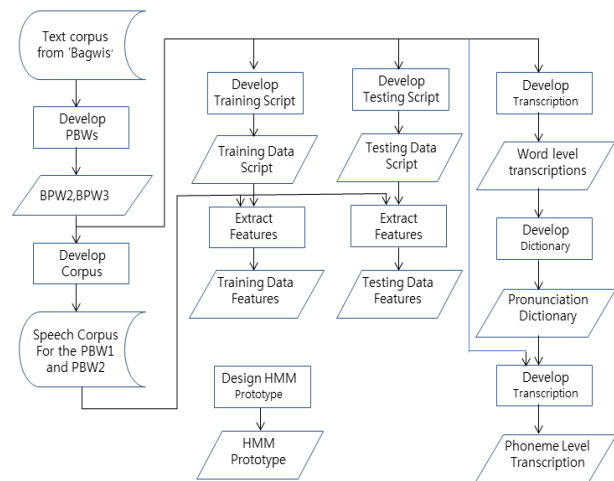 Text corpus
from 'Bagwis'
Develop
PBWs
BPW2,BPW3
Develop
Corpus
Speech Corpus
For the PBW1
and PBW2
Develop
Training Script
Training Data
Script
Extract
Features
Training Data
Features
Design HMM
Prototype
HMM
Prototype
Develop
Testing Script
Testing Data
Script
Extract
Features
Testing Data
Features
Develop
Transcription
Word level
transcriptions
Develop
Dictionary
Pronunciation
Dictionary
Develop
Transcription
Phoneme Level
Transcription